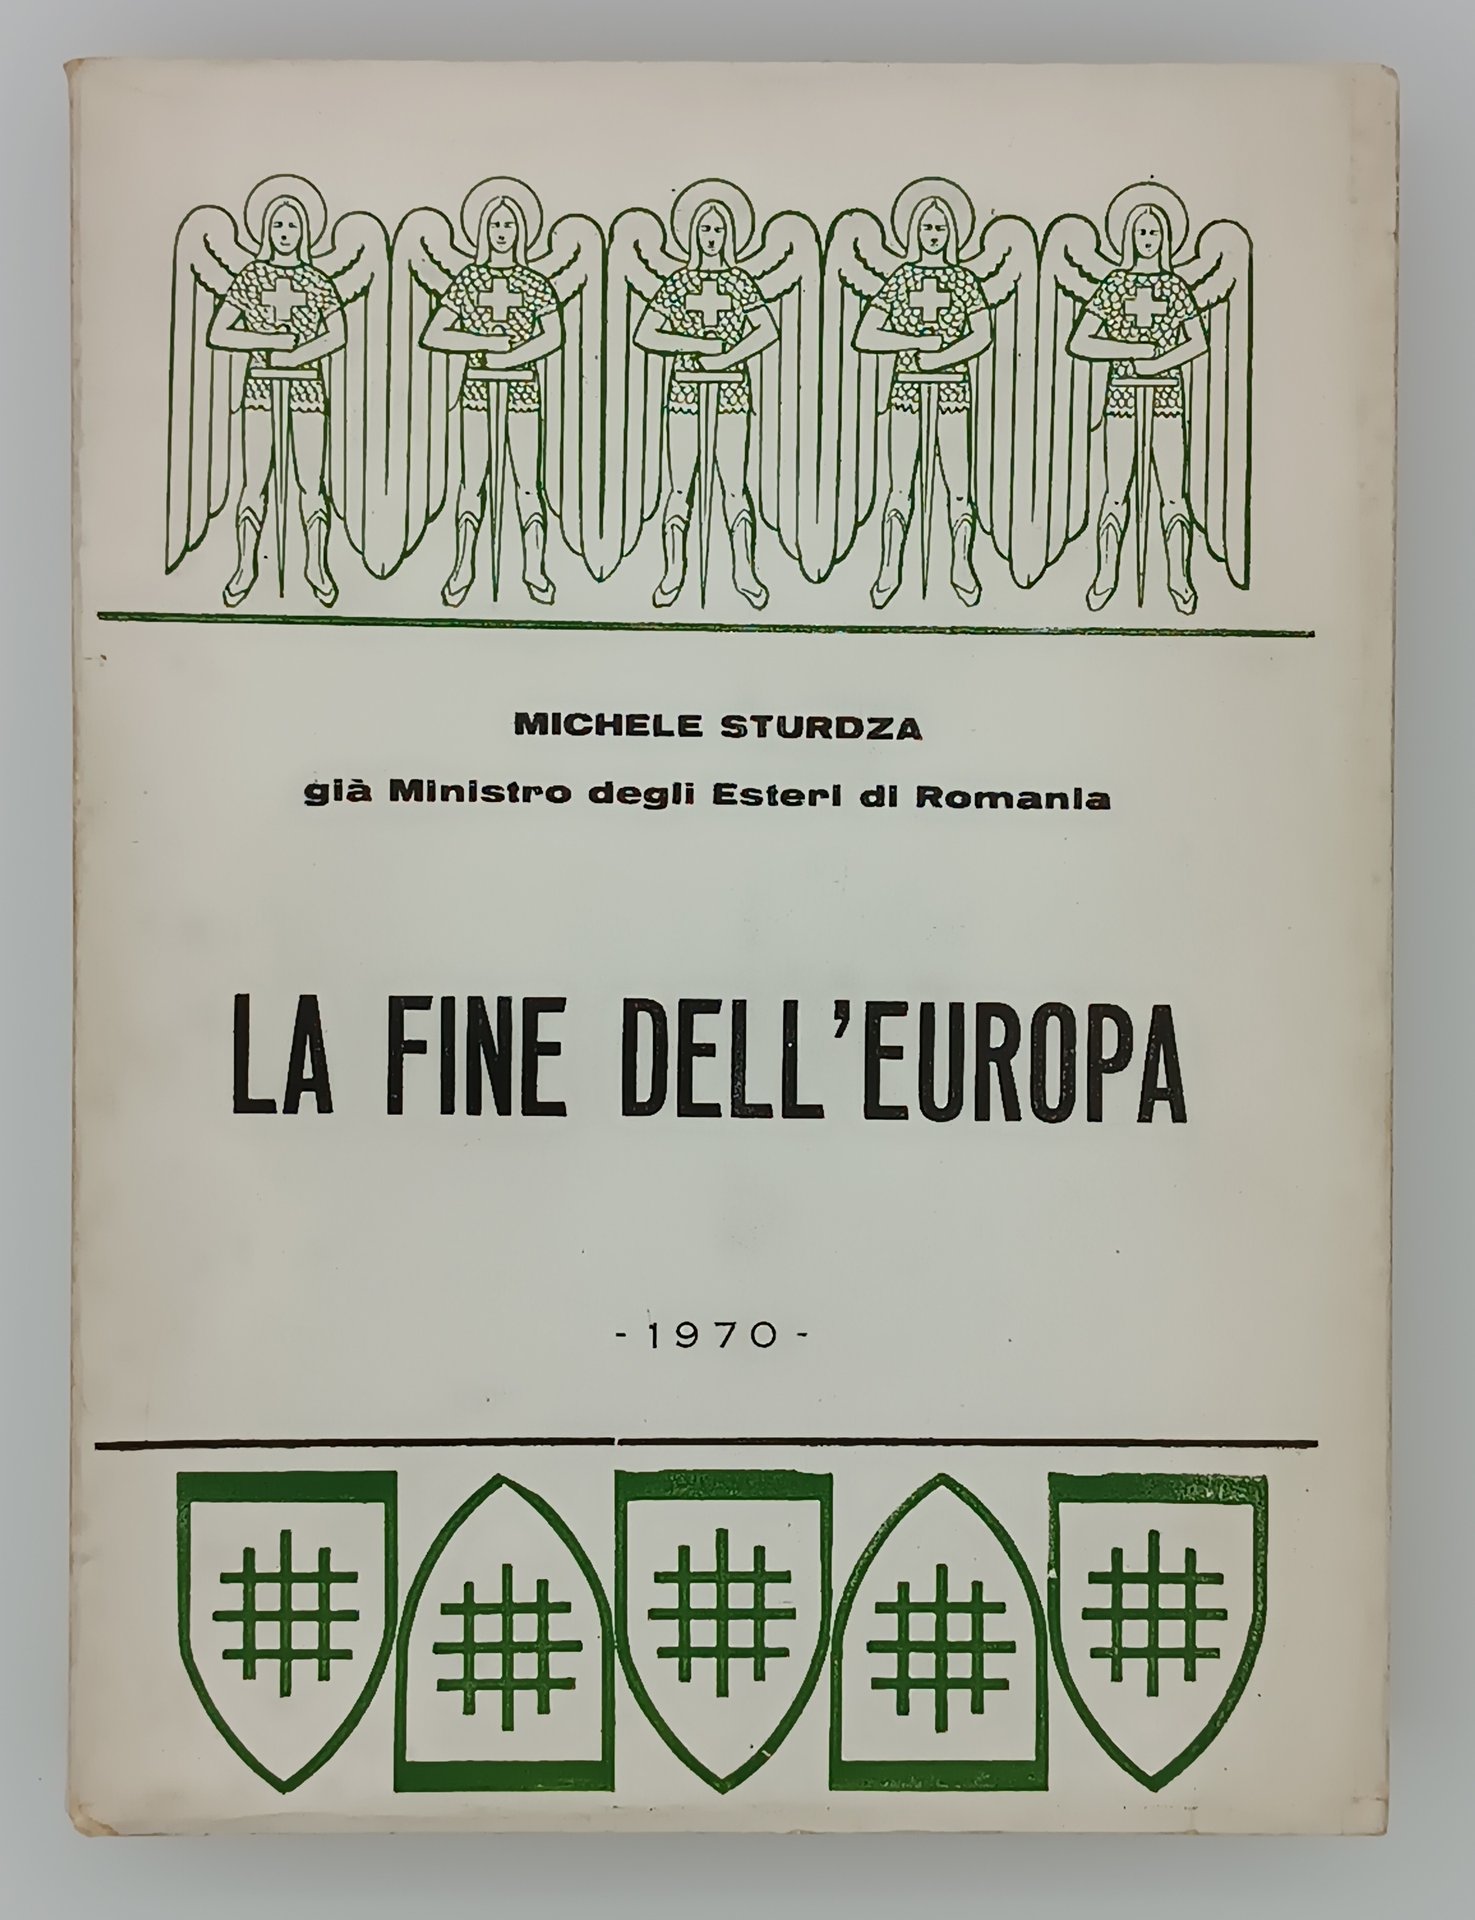 MICHELE STURDZA
già Ministro degli Esteri di Romania
LA FINE DELL'EUROPA
- 1970 -